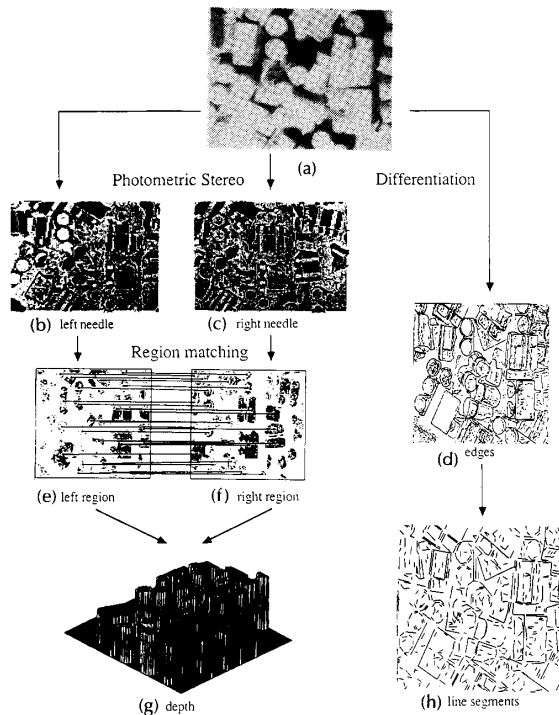 (a)
Photometric Stereo
Differentiation
(b) left needle
(c) right needle
Region matching
(d) edges
(e) left region
(f) right region
(g) depth
(h) line segments